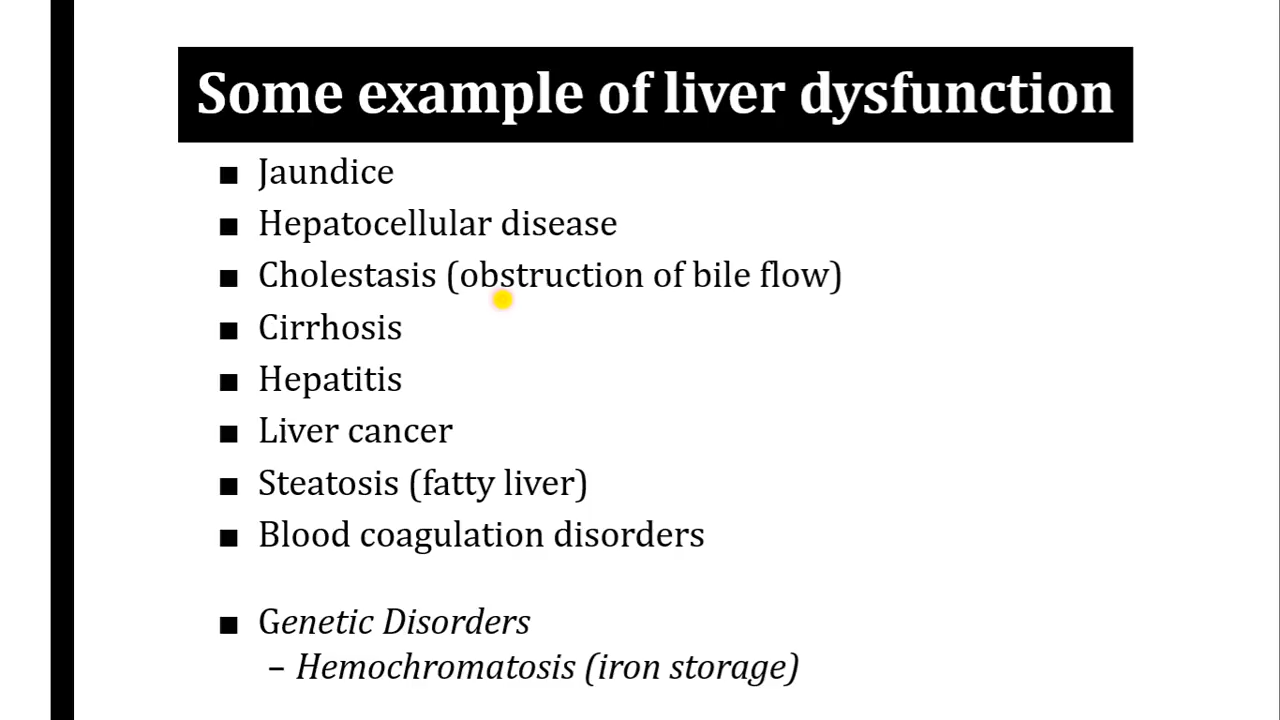 Some example of liver dysfunction
■ Jaundice
■ Hepatocellular disease
■ Cholestasis (obstruction of bile flow)
■ Cirrhosis
■ Hepatitis
■ Liver cancer
■ Steatosis (fatty liver)
■ Blood coagulation disorders
■ Genetic Disorders
– Hemochromatosis (iron storage)